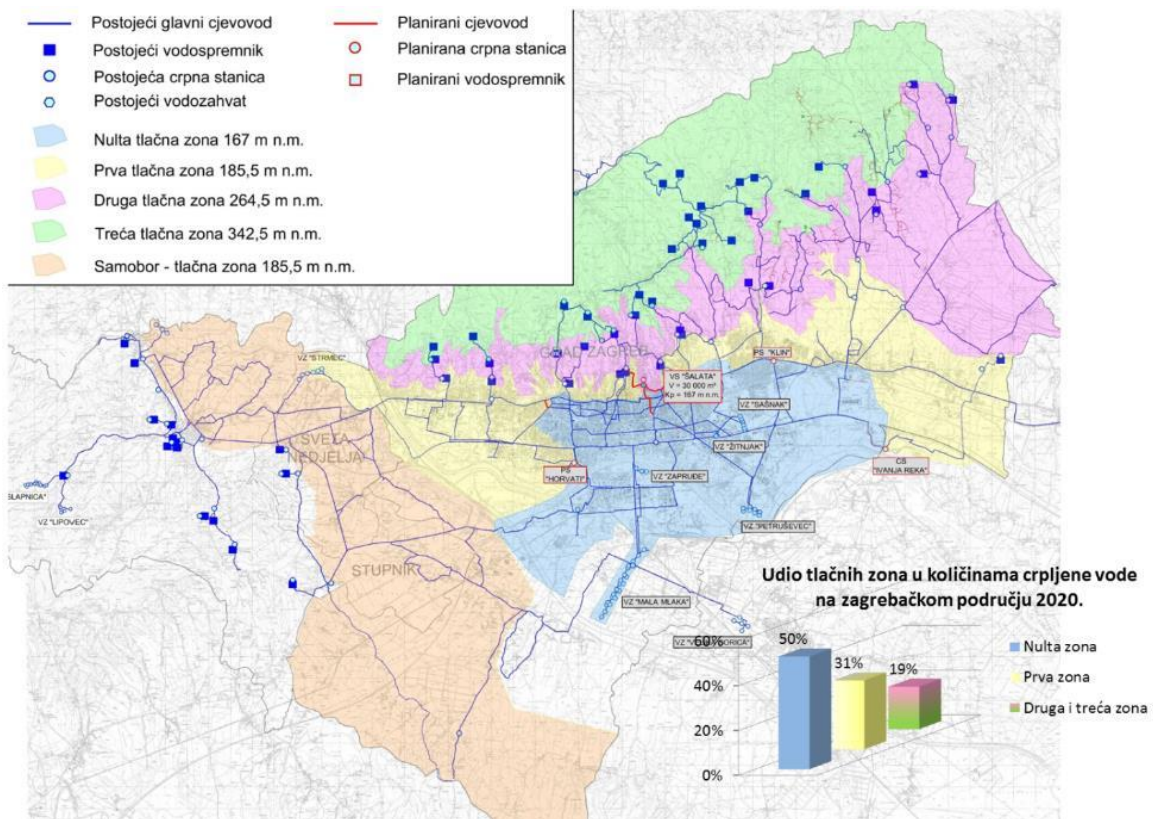 Postojeći glavni cjevovod
Postojeći vodospremnik
Postojeća crpna stanica
Postojeći vodozahvat
Planirani cjevovod
Planirana crpna stanica
Planirani vodospremnik
Nulta tlačna zona 167 m n.m.
Prva tlačna zona 185,5 m n.m.
Druga tlačna zona 264,5 m n.m.
Treća tlačna zona 342,5 m n.m.
Samobor - tlačna zona 185,5 m n.m.
VZ "STRMEC"
GRAD ZAGREB
PS "KLIN"
VS "ŠALATA"
V = 30 000 m³
Kp = 167 m n.m.
VZ "SAŠNAK"
VZ "ŽITNJAK"
SVETA
NEDJELJA
PS
"HORVATI"
VZ "ZAPRUĐE"
CS
"IVANJA REKA"
SLAPNICA"
VZ "LIPOVEC"
VZ "PETRUŠEVEC"
STUPNIK
VZ "MALA MLAKA"
Udio tlačnih zona u količinama crpljene vode
na zagrebačkom području 2020.
60%
40%
20%
0%
50%
31%
19%
Nulta zona
Prva zona
Druga i treća zona